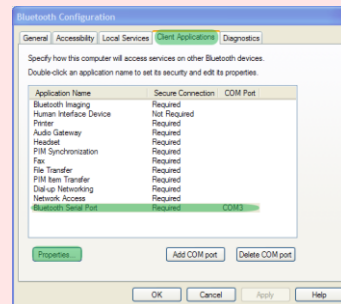 Bluetooth Configuration
General Accessibility Local Services Client Applications Diagnostics
Specify how this computer will access services on other Bluetooth devices.
Double-click an application name to set its security and edit its properties.
Application Name Secure Connection COM Port
Bluetooth Imaging Required
Human Interface Device Not Required
Printer Required
Audio Gateway Required
Headset Required
PIM Synchronization Required
Fax Required
File Transfer Required
PIM Item Transfer Required
Dial-up Networking Required
Network Access Required
Bluetooth Serial Port Required COM3
Properties... Add COM port Delete COM port
OK Cancel Apply Help